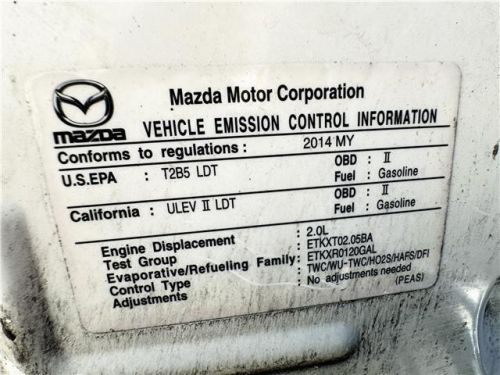 Mazda Motor Corporation
mazda
VEHICLE EMISSION CONTROL INFORMATION
Conforms to regulations : 2014 MY
U.S.EPA : T2B5 LDT OBD : II
Fuel : Gasoline
California : ULEV II LDT OBD : II
Fuel : Gasoline
Engine Displacement : 2.0L
Test Group : ETKXT02.05BA
Evaporative/Refueling Family : ETKXR0120GAL
Control Type : TWC/WU-TWC/HO2S/HAFS/DFI
Adjustments : No adjustments needed
(PEAS)